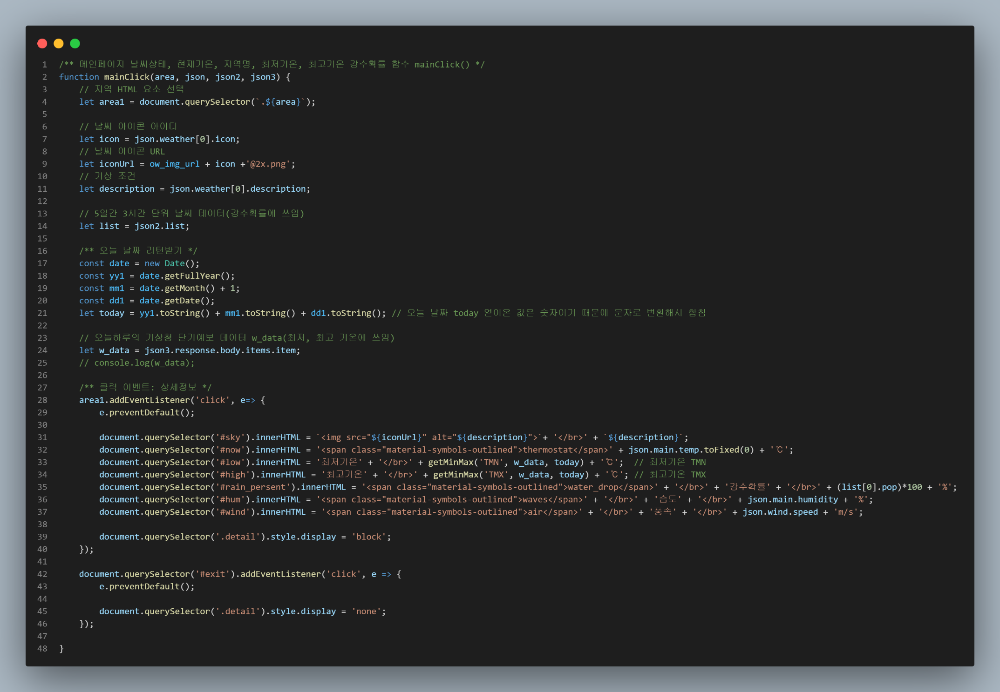 1 /** 메인페이지 날씨상태, 현재기온, 지역명, 최저기온, 최고기온 강수확률 함수 mainClick() */
2 function mainClick(area, json, json2, json3) {
3     // 지역 HTML 요소 선택
4     let area1 = document.querySelector(`.${area}`);
5
6     // 날씨 아이콘 아이디
7     let icon = json.weather[0].icon;
8     // 날씨 아이콘 URL
9     let iconUrl = ow_img_url + icon +'@2x.png';
10     // 기상 조건
11     let description = json.weather[0].description;
12
13     // 5일간 3시간 단위 날씨 데이터(강수확률에 쓰임)
14     let list = json2.list;
15
16     /** 오늘 날짜 리턴받기 */
17     const date = new Date();
18     const yy1 = date.getFullYear();
19     const mm1 = date.getMonth() + 1;
20     const dd1 = date.getDate();
21     let today = yy1.toString() + mm1.toString() + dd1.toString(); // 오늘 날짜 today 얻어온 값은 숫자이기 때문에 문자로 변환해서 합침
22
23     // 오늘하루의 기상청 단기예보 데이터 w_data(최저, 최고 기온에 쓰임)
24     let w_data = json3.response.body.items.item;
25     // console.log(w_data);
26
27     /** 클릭 이벤트: 상세정보 */
28     area1.addEventListener('click', e=> {
29         e.preventDefault();
30
31         document.querySelector('#sky').innerHTML = `<img src="${iconUrl}" alt="${description}">`+ '</br>' + `${description}`;
32         document.querySelector('#now').innerHTML = '<span class="material-symbols-outlined">thermostat</span>' + json.main.temp.toFixed(0) + '℃';
33         document.querySelector('#low').innerHTML = '최저기온' + '</br>' + getMinMax('TMN', w_data, today) + '℃';  // 최저기온 TMN
34         document.querySelector('#high').innerHTML = '최고기온' + '</br>' + getMinMax('TMX', w_data, today) + '℃'; // 최고기온 TMX
35         document.querySelector('#rain_persent').innerHTML = '<span class="material-symbols-outlined">water_drop</span>' + '</br>' + '강수확률' + '</br>' + (list[0].pop)*100 + '%';
36         document.querySelector('#hum').innerHTML = '<span class="material-symbols-outlined">waves</span>' + '</br>' + '습도' + '</br>' + json.main.humidity + '%';
37         document.querySelector('#wind').innerHTML = '<span class="material-symbols-outlined">air</span>' + '</br>' + '풍속' + '</br>' + json.wind.speed + 'm/s';
38
39         document.querySelector('.detail').style.display = 'block';
40     });
41
42     document.querySelector('#exit').addEventListener('click', e => {
43         e.preventDefault();
44
45         document.querySelector('.detail').style.display = 'none';
46     });
47
48 }